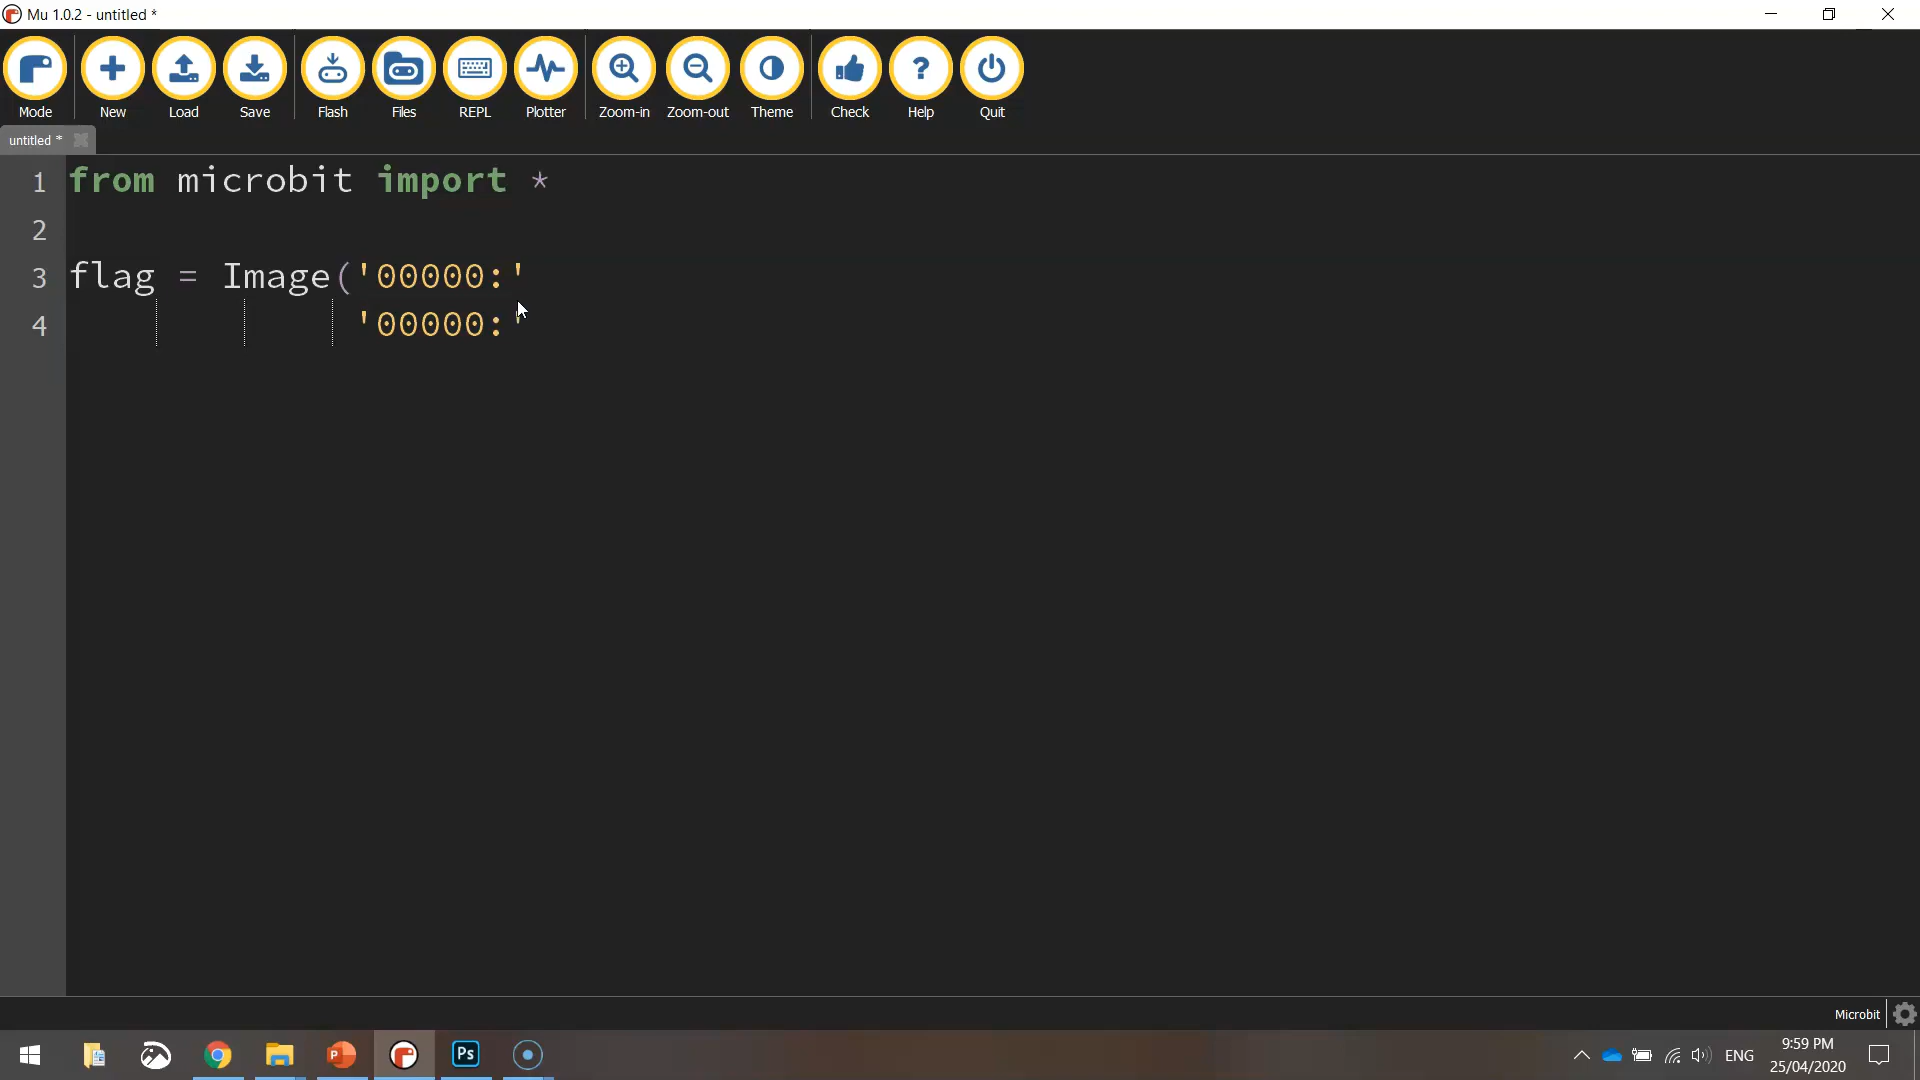 Mu 1.0.2 - untitled *
Mode New Load Save Flash Files REPL Plotter Zoom-in Zoom-out Theme Check Help Quit
untitled *
1 from microbit import *
2
3 flag = Image('00000:'
4 '00000:'
Microbit
P Ps ENG 9:59 PM
25/04/2020